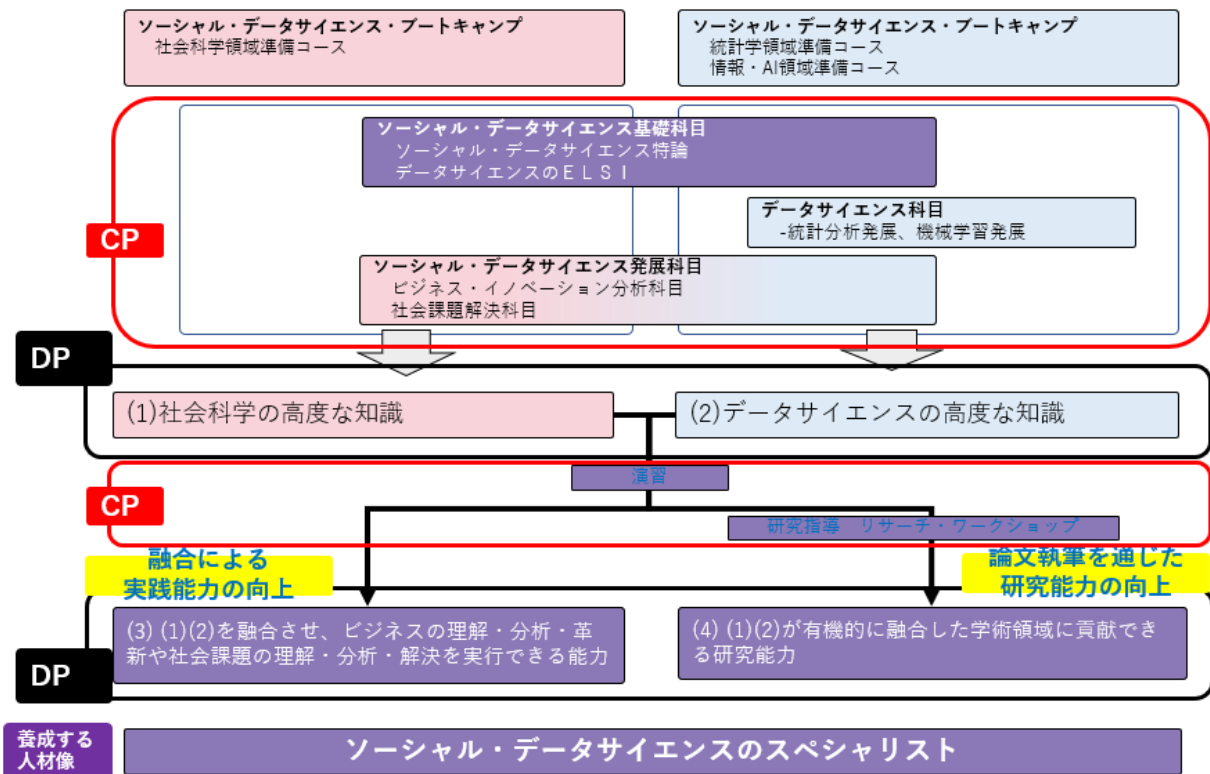 ソーシャル・データサイエンス・ブートキャンプ
社会科学領域準備コース
ソーシャル・データサイエンス・ブートキャンプ
統計学領域準備コース
情報・AI領域準備コース
ソーシャル・データサイエンス基礎科目
ソーシャル・データサイエンス特論
データサイエンスのＥＬＳＩ
データサイエンス科目
-統計分析発展、機械学習発展
CP
ソーシャル・データサイエンス発展科目
ビジネス・イノベーション分析科目
社会課題解決科目
DP
(1)社会科学の高度な知識
(2)データサイエンスの高度な知識
CP
演習
研究指導　リサーチ・ワークショップ
融合による
実践能力の向上
論文執筆を通じた
研究能力の向上
(3) (1)(2)を融合させ、ビジネスの理解・分析・革
新や社会課題の理解・分析・解決を実行できる能力
(4) (1)(2)が有機的に融合した学術領域に貢献でき
る研究能力
DP
養成する
人材像
ソーシャル・データサイエンスのスペシャリスト